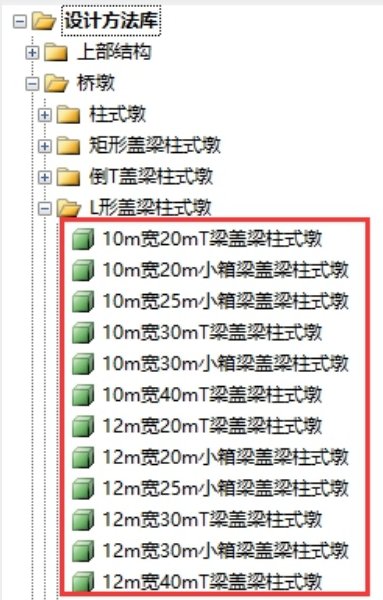 设计方法库
上部结构
桥墩
柱式墩
矩形盖梁柱式墩
倒T盖梁柱式墩
L形盖梁柱式墩
10m宽20mT梁盖梁柱式墩
10m宽20m小箱梁盖梁柱式墩
10m宽25m小箱梁盖梁柱式墩
10m宽30mT梁盖梁柱式墩
10m宽30m小箱梁盖梁柱式墩
10m宽40mT梁盖梁柱式墩
12m宽20mT梁盖梁柱式墩
12m宽20m小箱梁盖梁柱式墩
12m宽25m小箱梁盖梁柱式墩
12m宽30mT梁盖梁柱式墩
12m宽30m小箱梁盖梁柱式墩
12m宽40mT梁盖梁柱式墩